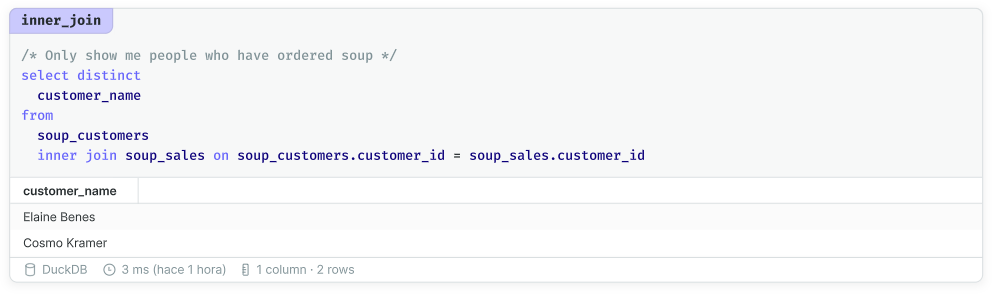 inner_join
/* Only show me people who have ordered soup */
select distinct
  customer_name
from
  soup_customers
  inner join soup_sales on soup_customers.customer_id = soup_sales.customer_id
customer_name
Elaine Benes
Cosmo Kramer
DuckDB 3 ms (hace 1 hora) 1 column · 2 rows